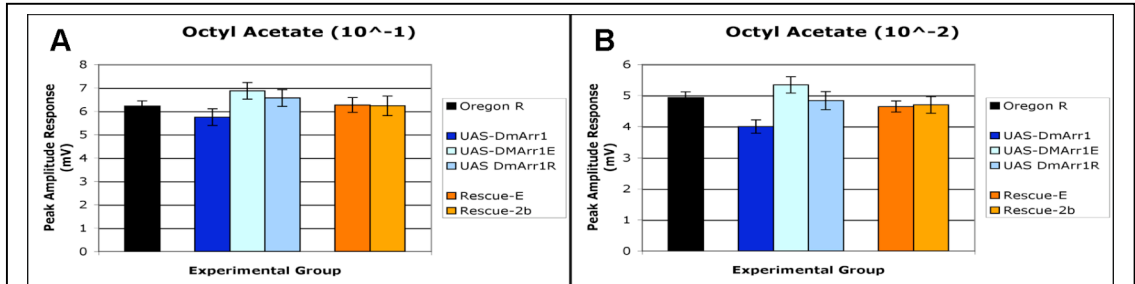 A
Octyl Acetate (10^-1)
Peak Amplitude Response
(mV)
8
7
6
5
4
3
2
1
0
Experimental Group
Oregon R
UAS-DmArr1
UAS-DMArr1E
UAS DmArr1R
Rescue-E
Rescue-2b
B
Octyl Acetate (10^-2)
Peak Amplitude Response
(mV)
6
5
4
3
2
1
0
Experimental Group
Oregon R
UAS-DmArr1
UAS-DMArr1E
UAS DmArr1R
Rescue-E
Rescue-2b